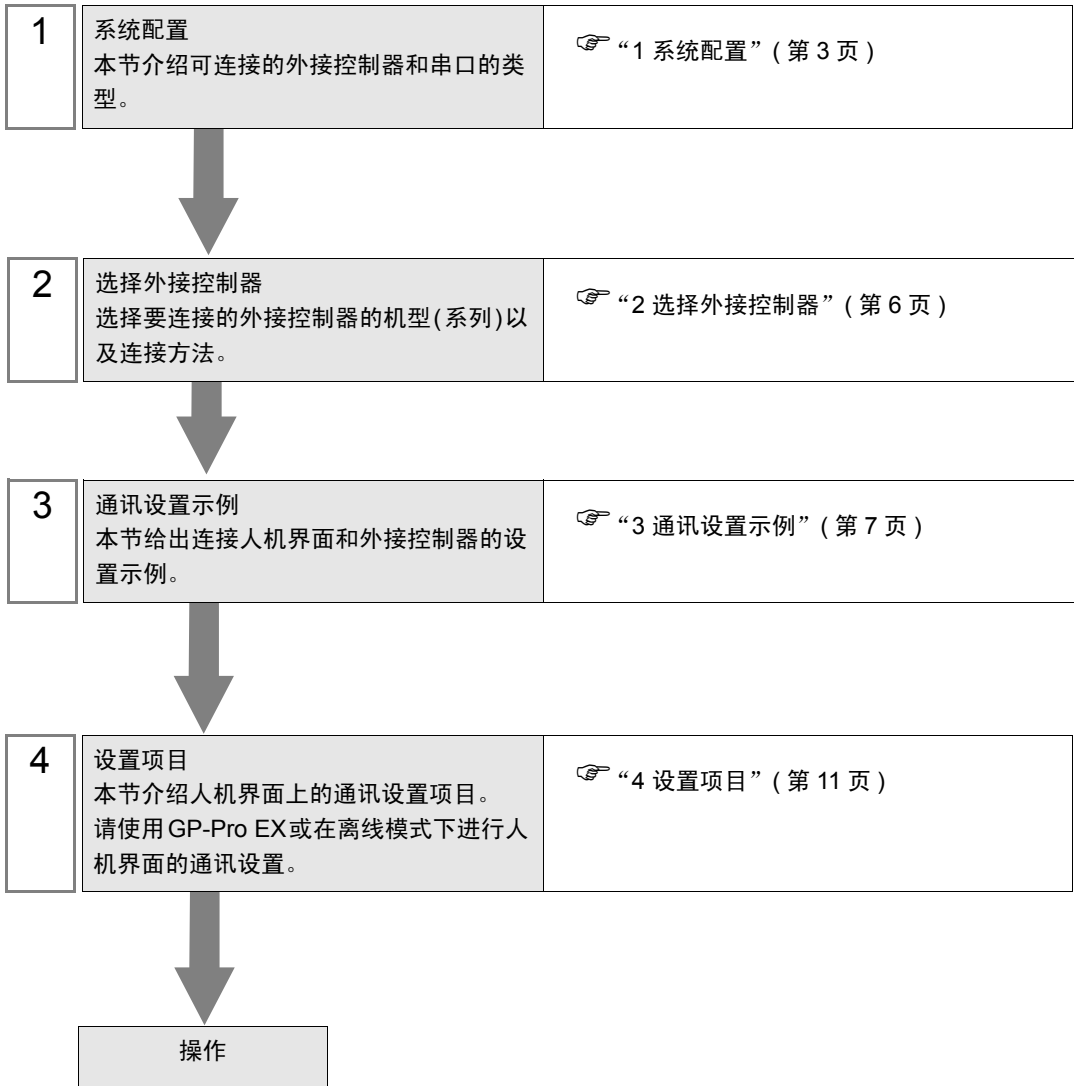 1
系统配置
本节介绍可连接的外接控制器和串口的类
型。
☞“1 系统配置” ( 第 3 页 )
2
选择外接控制器
选择要连接的外接控制器的机型(系列)以
及连接方法。
☞“2 选择外接控制器” ( 第 6 页 )
3
通讯设置示例
本节给出连接人机界面和外接控制器的设
置示例。
☞“3 通讯设置示例” ( 第 7 页 )
4
设置项目
本节介绍人机界面上的通讯设置项目。
请使用GP-Pro EX或在离线模式下进行人
机界面的通讯设置。
☞“4 设置项目” ( 第 11 页 )
操作